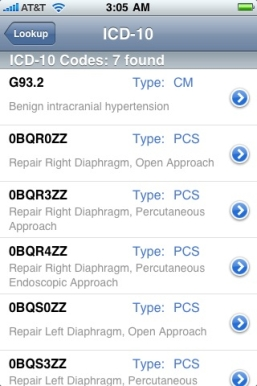 AT&T 3:05 AM
Lookup ICD-10
ICD-10 Codes: 7 found
G93.2 Type: CM
Benign intracranial hypertension
0BQR0ZZ Type: PCS
Repair Right Diaphragm, Open Approach
0BQR3ZZ Type: PCS
Repair Right Diaphragm, Percutaneous
Approach
0BQR4ZZ Type: PCS
Repair Right Diaphragm, Percutaneous
Endoscopic Approach
0BQS0ZZ Type: PCS
Repair Left Diaphragm, Open Approach
0BQS3ZZ Type: PCS
Repair Left Diaphragm, Percutaneous